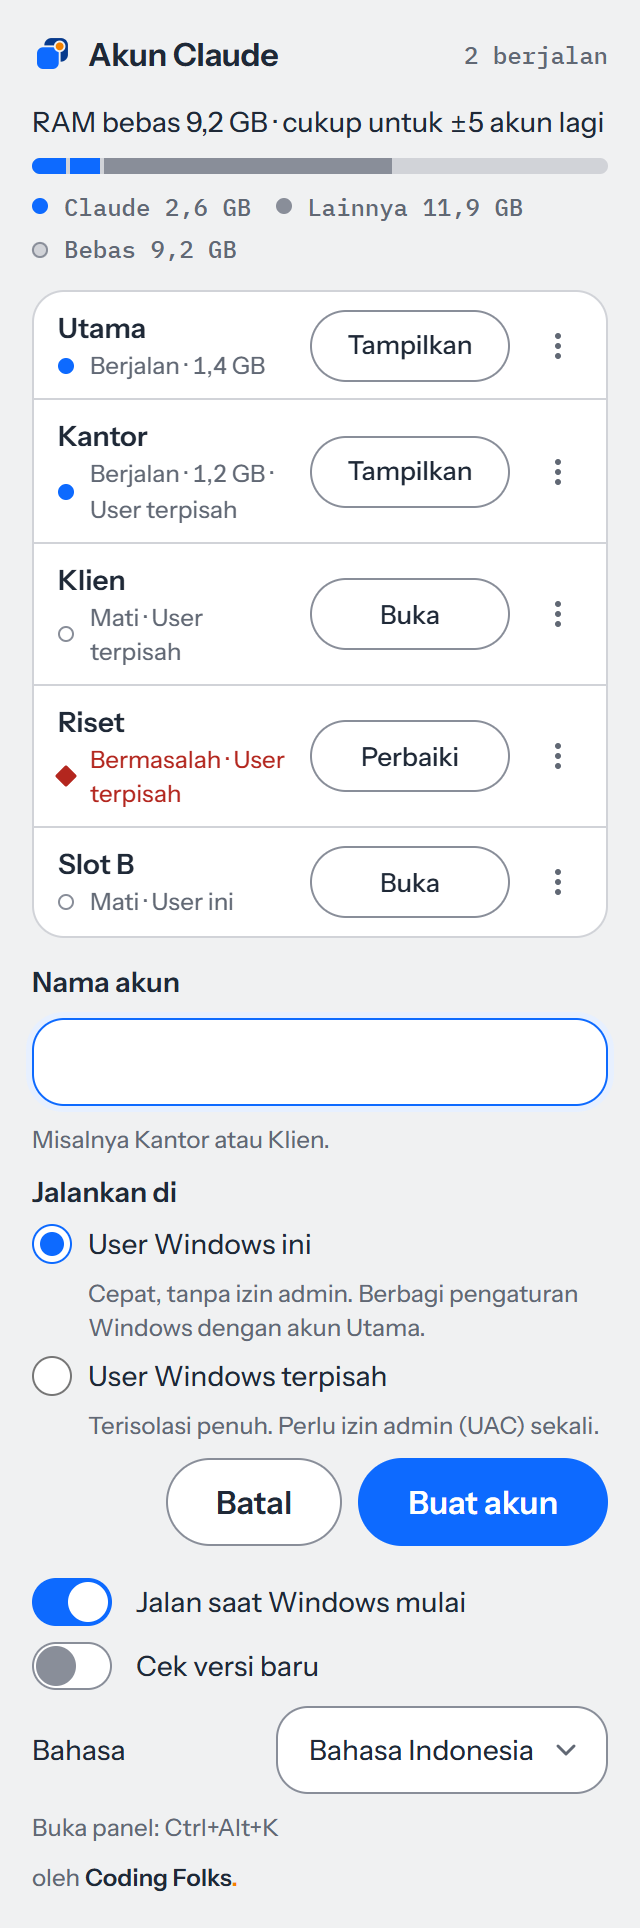 Akun Claude
2 berjalan
RAM bebas 9,2 GB · cukup untuk ±5 akun lagi
Claude 2,6 GB
Lainnya 11,9 GB
Bebas 9,2 GB
Utama
Berjalan · 1,4 GB
Tampilkan
Kantor
Berjalan · 1,2 GB ·
User terpisah
Tampilkan
Klien
Mati · User
terpisah
Buka
Riset
Bermasalah · User
terpisah
Perbaiki
Slot B
Mati · User ini
Buka
Nama akun
Misalnya Kantor atau Klien.
Jalankan di
User Windows ini
Cepat, tanpa izin admin. Berbagi pengaturan
Windows dengan akun Utama.
User Windows terpisah
Terisolasi penuh. Perlu izin admin (UAC) sekali.
Batal
Buat akun
Jalan saat Windows mulai
Cek versi baru
Bahasa
Bahasa Indonesia
Buka panel: Ctrl+Alt+K
oleh Coding Folks.